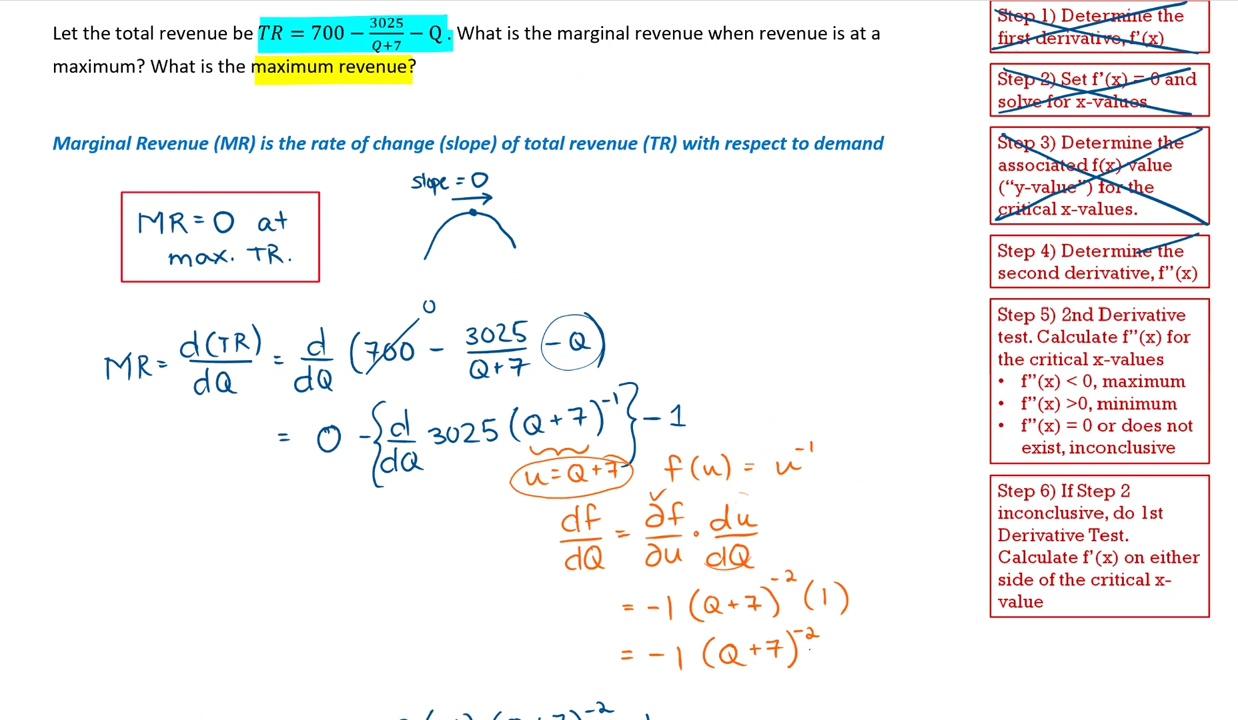 Let the total revenue be TR = 700 − 3025/(Q+7) − Q. What is the marginal revenue when revenue is at a
maximum? What is the maximum revenue?
Marginal Revenue (MR) is the rate of change (slope) of total revenue (TR) with respect to demand
slope = 0
MR = 0 at
max. TR.
0
MR = d(TR)/dQ = d/dQ (700 − 3025/(Q+7) − Q)
= 0 − {d/dQ 3025 (Q+7)^-1} − 1
u = Q+7 f(u) = u^-1
df/dQ = ∂f/∂u · du/dQ
= −1 (Q+7)^-2 (1)
= −1 (Q+7)^-2
Step 1) Determine the
first derivative, f'(x)
Step 2) Set f'(x) = 0 and
solve for x-values
Step 3) Determine the
associated f(x) value
("y-value") for the
critical x-values.
Step 4) Determine the
second derivative, f''(x)
Step 5) 2nd Derivative
test. Calculate f''(x) for
the critical x-values
• f''(x) < 0, maximum
• f''(x) >0, minimum
• f''(x) = 0 or does not
exist, inconclusive
Step 6) If Step 2
inconclusive, do 1st
Derivative Test.
Calculate f'(x) on either
side of the critical x-
value